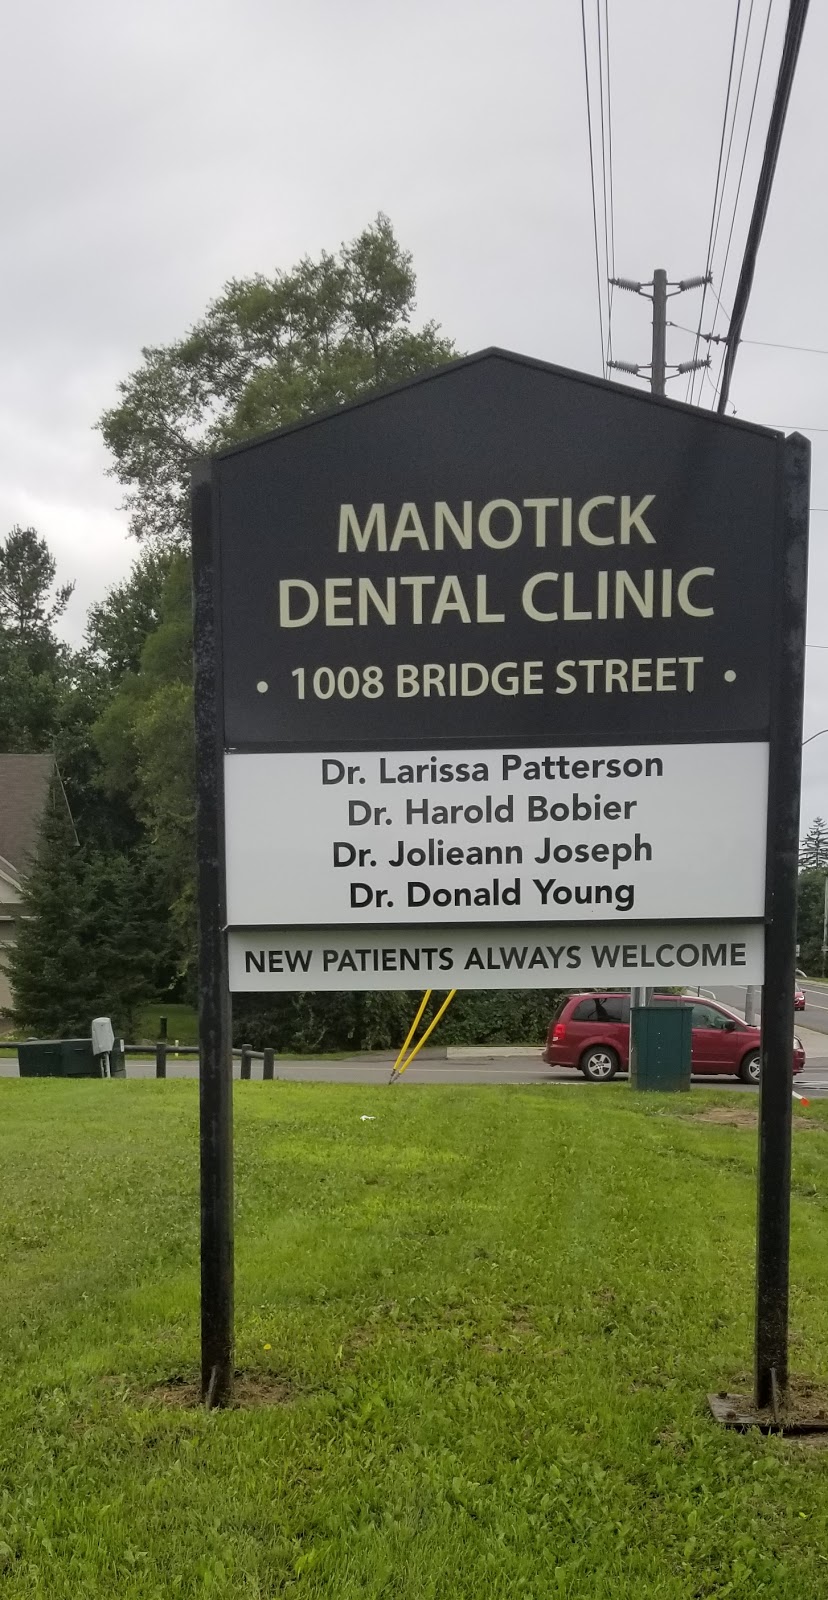 MANOTICK
DENTAL CLINIC
• 1008 BRIDGE STREET •
Dr. Larissa Patterson
Dr. Harold Bobier
Dr. Jolieann Joseph
Dr. Donald Young
NEW PATIENTS ALWAYS WELCOME